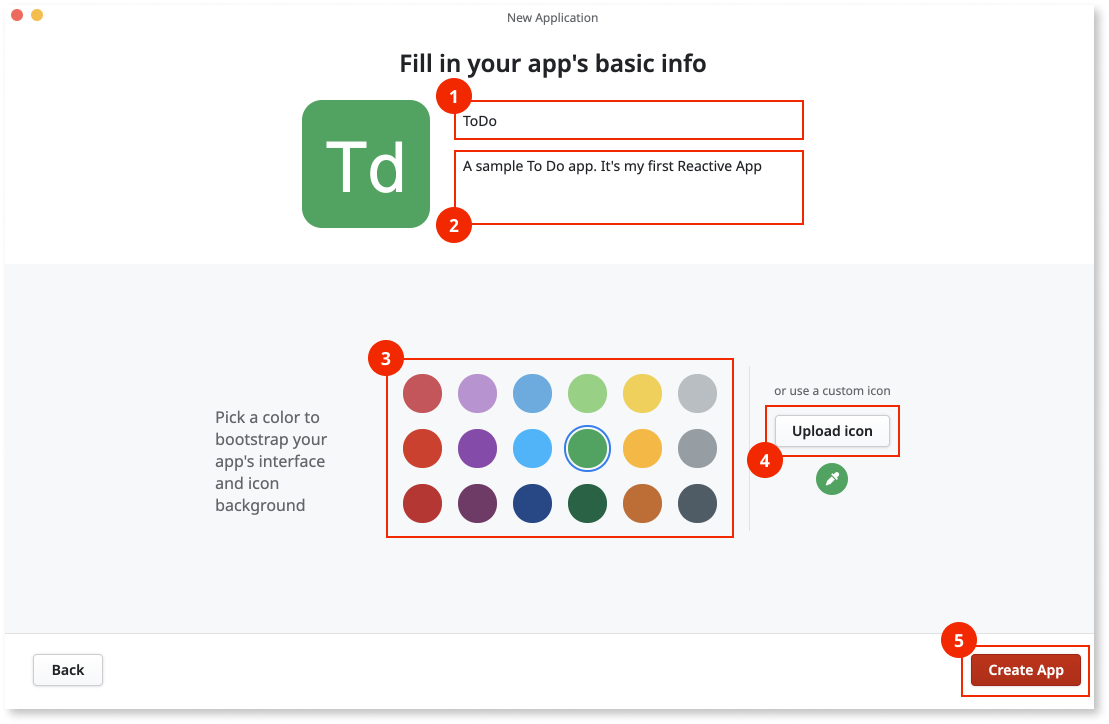 New Application
Fill in your app's basic info
Td
1
ToDo
A sample To Do app. It's my first Reactive App
2
3
Pick a color to
bootstrap your
app's interface
and icon
background
or use a custom icon
Upload icon
4
5
Back
Create App